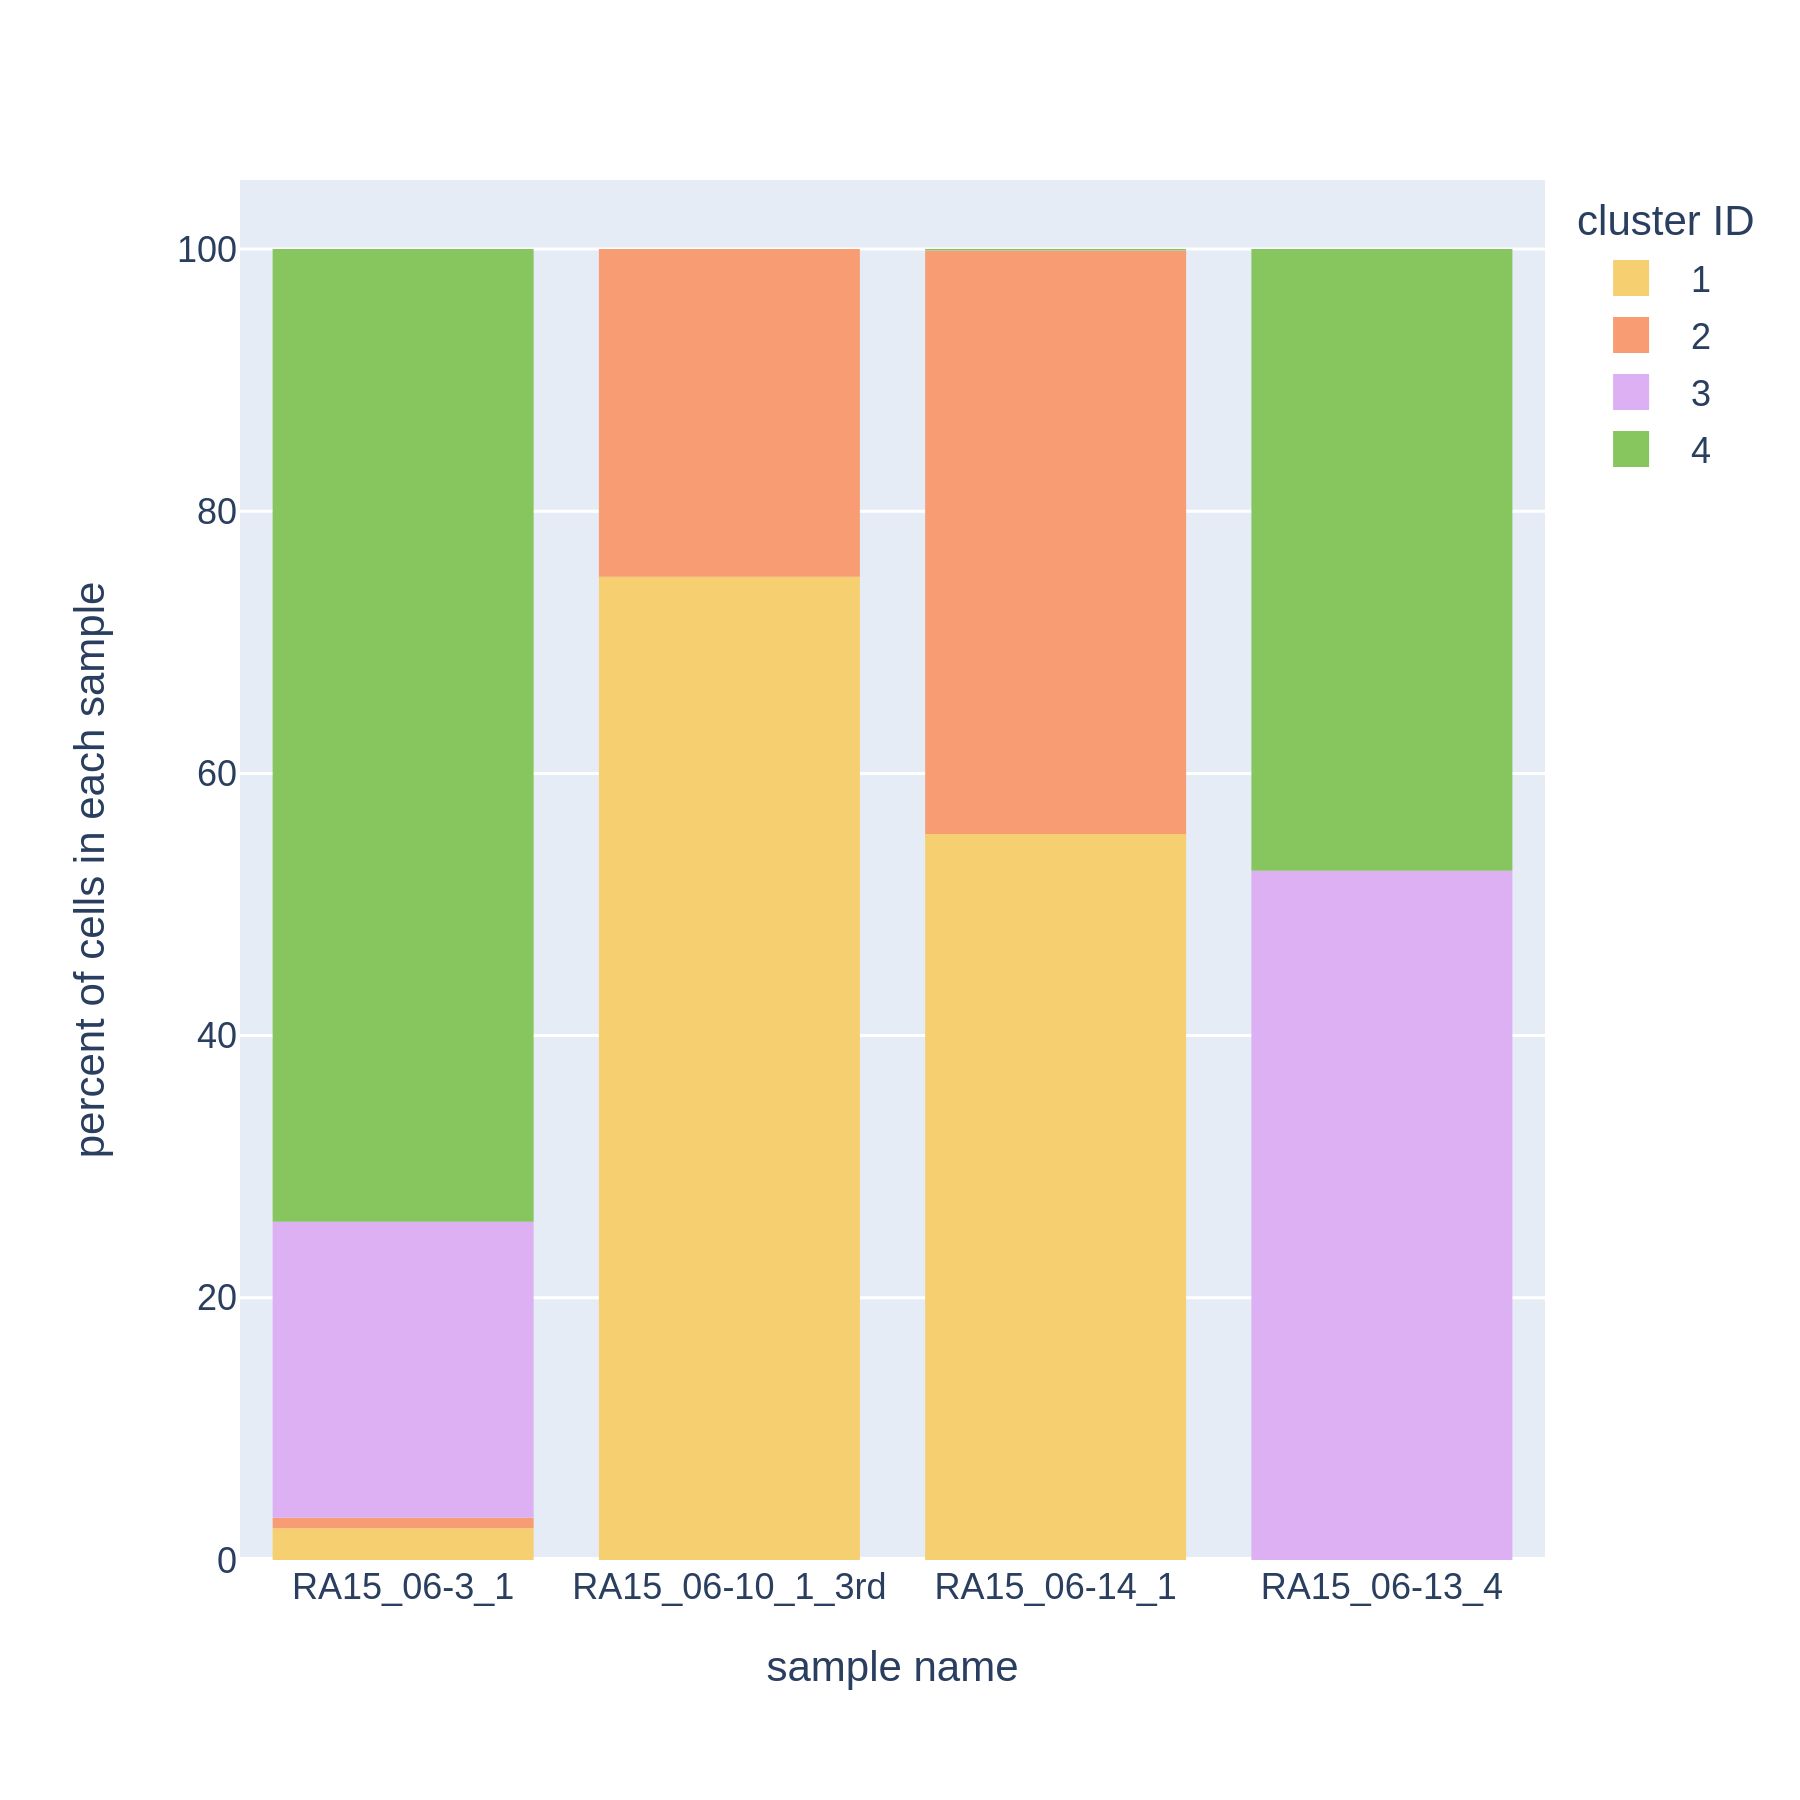 cluster ID
1
2
3
4
percent of cells in each sample
100
80
60
40
20
0
RA15_06-3_1
RA15_06-10_1_3rd
RA15_06-14_1
RA15_06-13_4
sample name